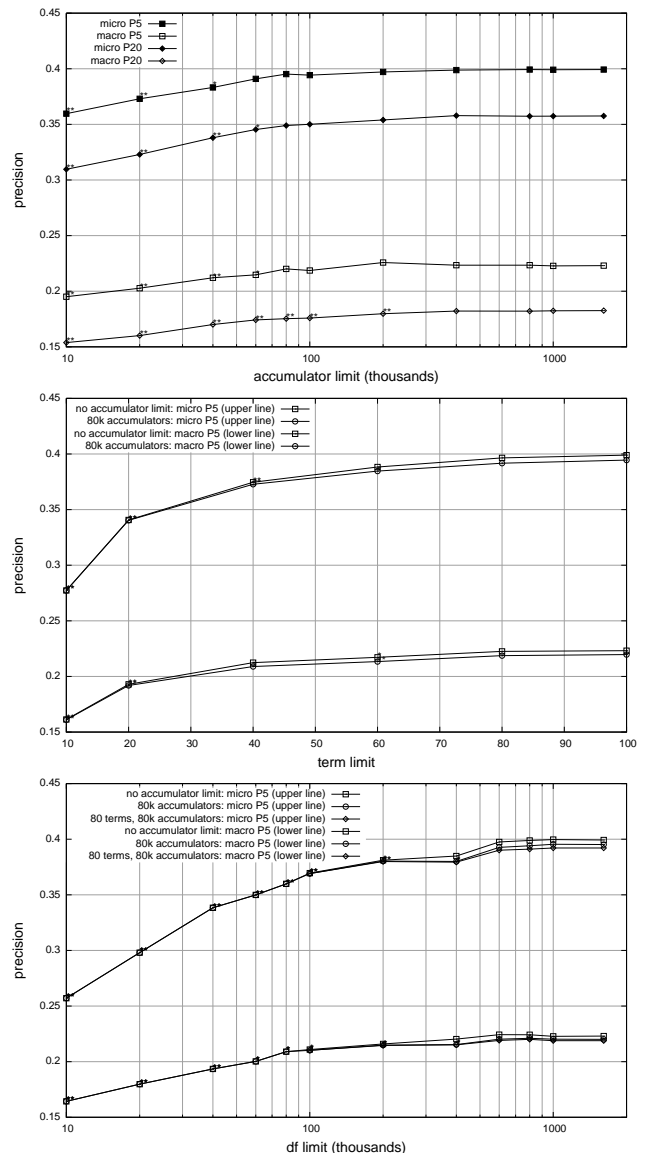 micro P5
macro P5
micro P20
macro P20
0.45
0.4
0.35
0.3
0.25
0.2
0.15
precision
10 100 1000
accumulator limit (thousands)
no accumulator limit: micro P5 (upper line)
80k accumulators: micro P5 (upper line)
no accumulator limit: macro P5 (lower line)
80k accumulators: macro P5 (lower line)
0.45
0.4
0.35
0.3
0.25
0.2
0.15
precision
10 20 30 40 50 60 70 80 90 100
term limit
no accumulator limit: micro P5 (upper line)
80k accumulators: micro P5 (upper line)
80 terms, 80k accumulators: micro P5 (upper line)
no accumulator limit: macro P5 (lower line)
80k accumulators: macro P5 (lower line)
80 terms, 80k accumulators: macro P5 (lower line)
0.45
0.4
0.35
0.3
0.25
0.2
0.15
precision
10 100 1000
df limit (thousands)